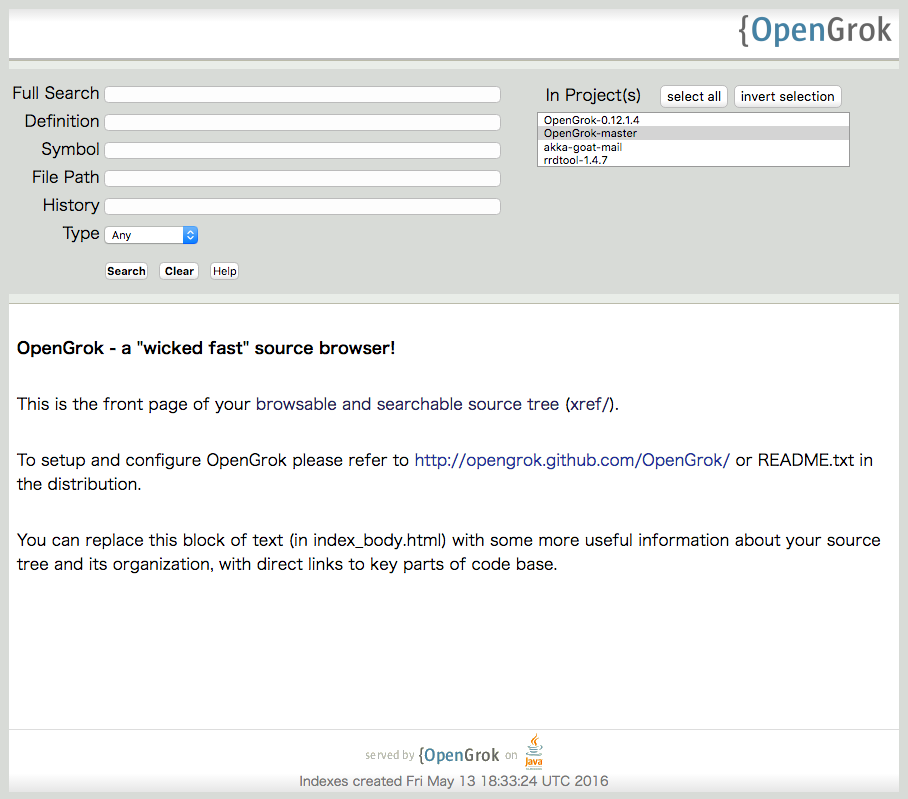 {OpenGrok
Full Search
Definition
Symbol
File Path
History
Type Any
Search Clear Help
In Project(s) select all invert selection
OpenGrok-0.12.1.4
OpenGrok-master
akka-goat-mail
rrdtool-1.4.7
OpenGrok - a "wicked fast" source browser!
This is the front page of your browsable and searchable source tree (xref/).
To setup and configure OpenGrok please refer to http://opengrok.github.com/OpenGrok/ or README.txt in
the distribution.
You can replace this block of text (in index_body.html) with some more useful information about your source
tree and its organization, with direct links to key parts of code base.
served by {OpenGrok on Java
Indexes created Fri May 13 18:33:24 UTC 2016